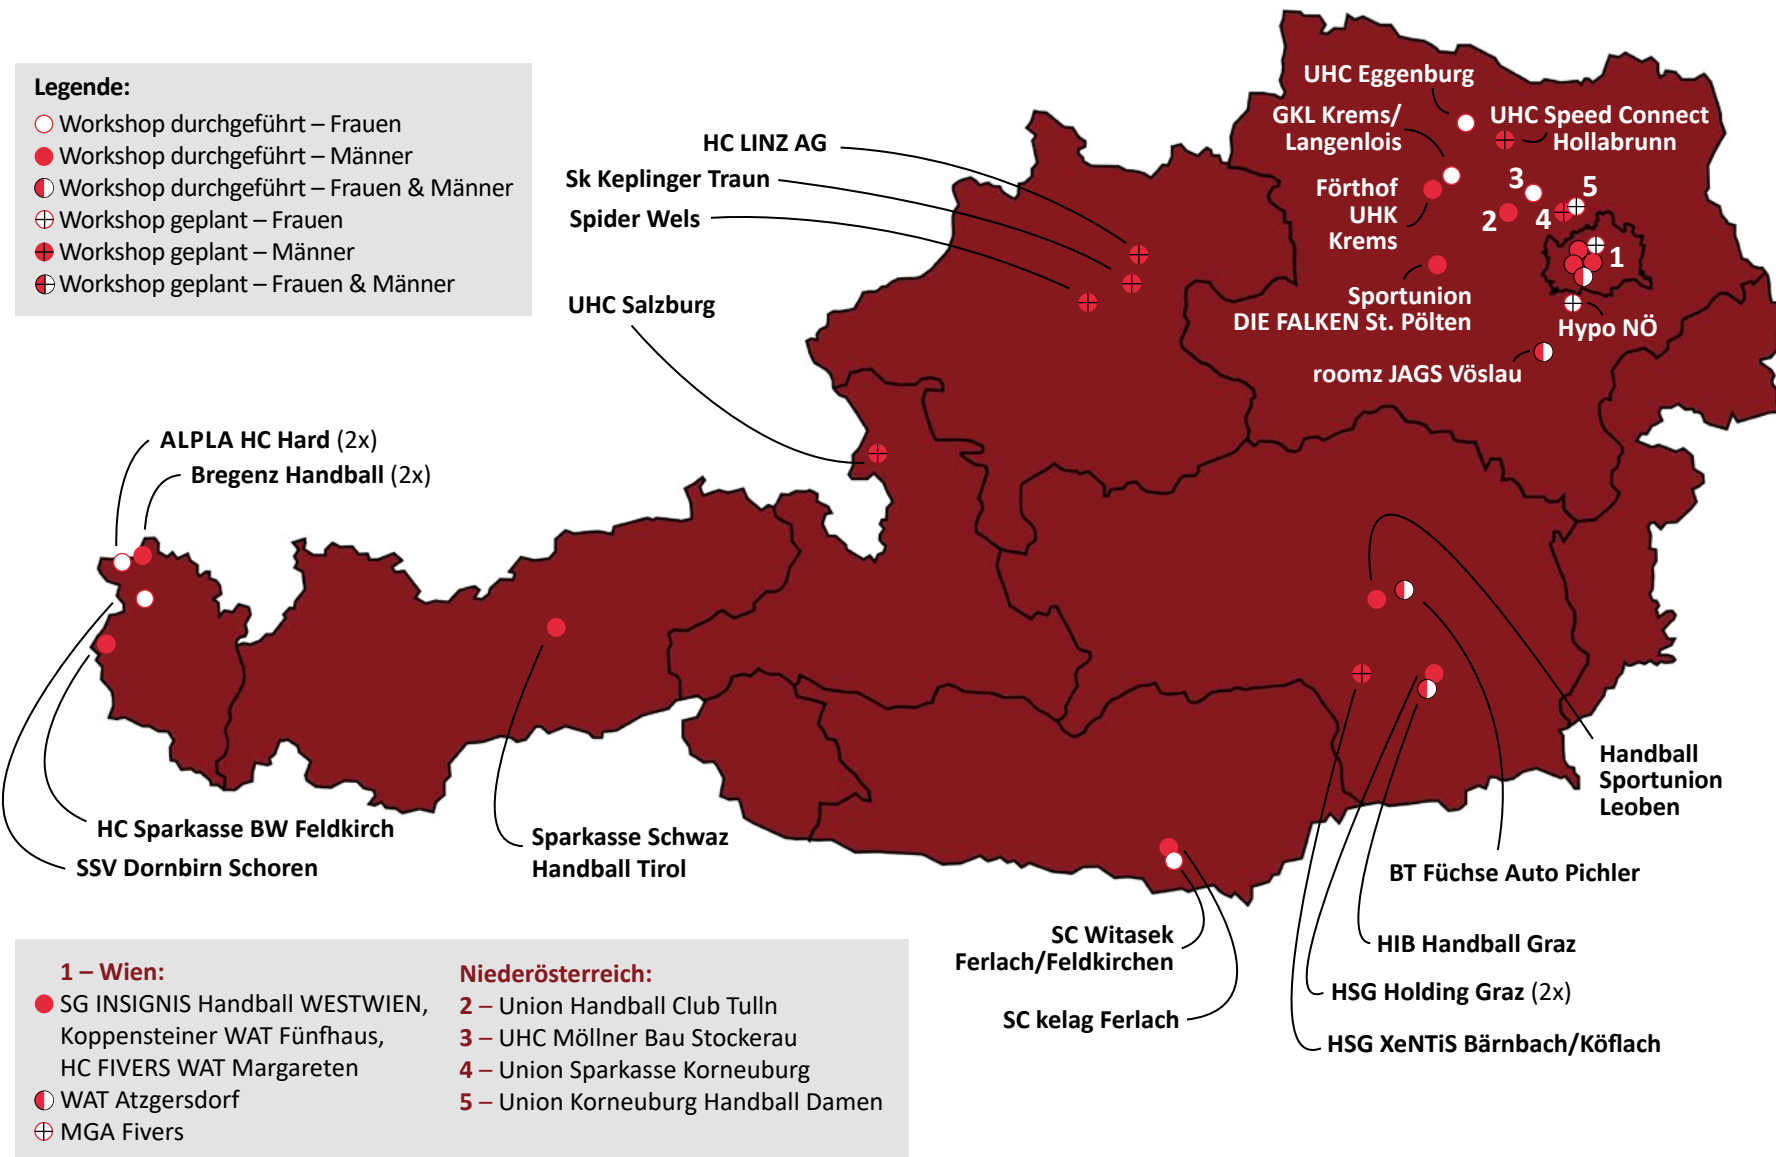 Legende:
Workshop durchgeführt – Frauen
Workshop durchgeführt – Männer
Workshop durchgeführt – Frauen & Männer
Workshop geplant – Frauen
Workshop geplant – Männer
Workshop geplant – Frauen & Männer
UHC Eggenburg
GKL Krems/
Langenlois
UHC Speed Connect
Hollabrunn
Förthof
UHK
Krems
3
5
2
4
1
Sportunion
DIE FALKEN St. Pölten
Hypo NÖ
roomz JAGS Vöslau
HC LINZ AG
Sk Keplinger Traun
Spider Wels
UHC Salzburg
ALPLA HC Hard (2x)
Bregenz Handball (2x)
HC Sparkasse BW Feldkirch
SSV Dornbirn Schoren
Sparkasse Schwaz
Handball Tirol
Handball
Sportunion
Leoben
BT Füchse Auto Pichler
HIB Handball Graz
HSG Holding Graz (2x)
HSG XeNTiS Bärnbach/Köflach
SC Witasek
Ferlach/Feldkirchen
SC kelag Ferlach
1 – Wien:
SG INSIGNIS Handball WESTWIEN,
Koppensteiner WAT Fünfhaus,
HC FIVERS WAT Margareten
WAT Atzgersdorf
MGA Fivers
Niederösterreich:
2 – Union Handball Club Tulln
3 – UHC Möllner Bau Stockerau
4 – Union Sparkasse Korneuburg
5 – Union Korneuburg Handball Damen